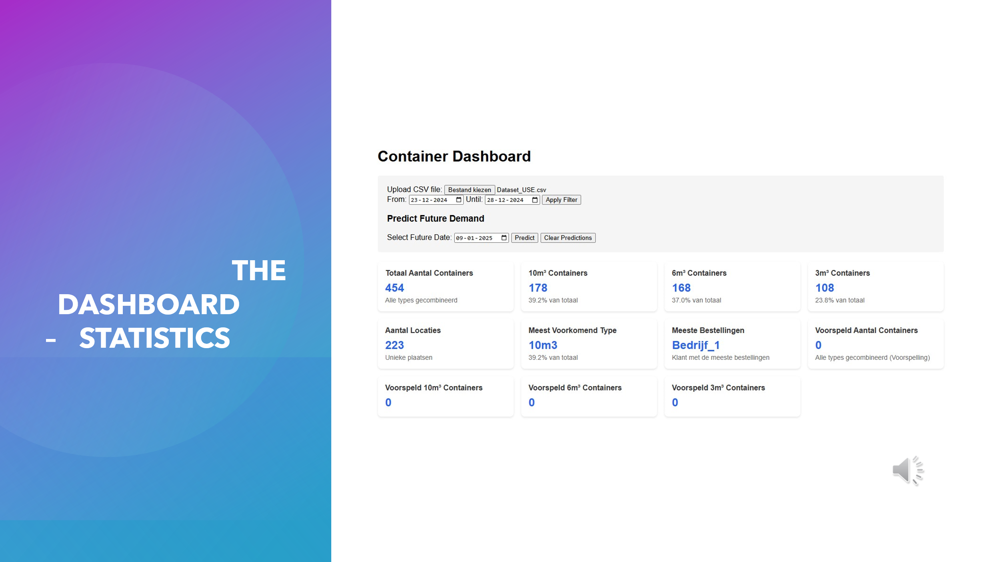 THE
DASHBOARD
- STATISTICS
Container Dashboard
Upload CSV file: Bestand kiezen Dataset_USE.csv
From: 23-12-2024 Until: 28-12-2024 Apply Filter
Predict Future Demand
Select Future Date: 09-01-2025 Predict Clear Predictions
Totaal Aantal Containers
454
Alle types gecombineerd
10m³ Containers
178
39.2% van totaal
6m³ Containers
168
37.0% van totaal
3m³ Containers
108
23.8% van totaal
Aantal Locaties
223
Unieke plaatsen
Meest Voorkomend Type
10m3
39.2% van totaal
Meeste Bestellingen
Bedrijf_1
Klant met de meeste bestellingen
Voorspeld Aantal Containers
0
Alle types gecombineerd (Voorspelling)
Voorspeld 10m³ Containers
0
Voorspeld 6m³ Containers
0
Voorspeld 3m³ Containers
0